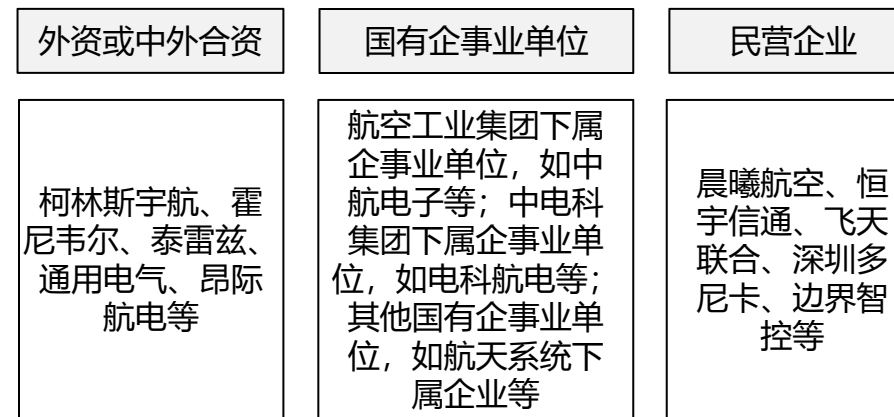 外资或中外合资
国有企事业单位
民营企业
柯林斯宇航、霍
尼韦尔、泰雷兹、
通用电气、昂际
航电等
航空工业集团下属
企事业单位，如中
航电子等；中电科
集团下属企事业单
位，如电科航电等；
其他国有企事业单
位，如航天系统下
属企业等
晨曦航空、恒
宇信通、飞天
联合、深圳多
尼卡、边界智
控等